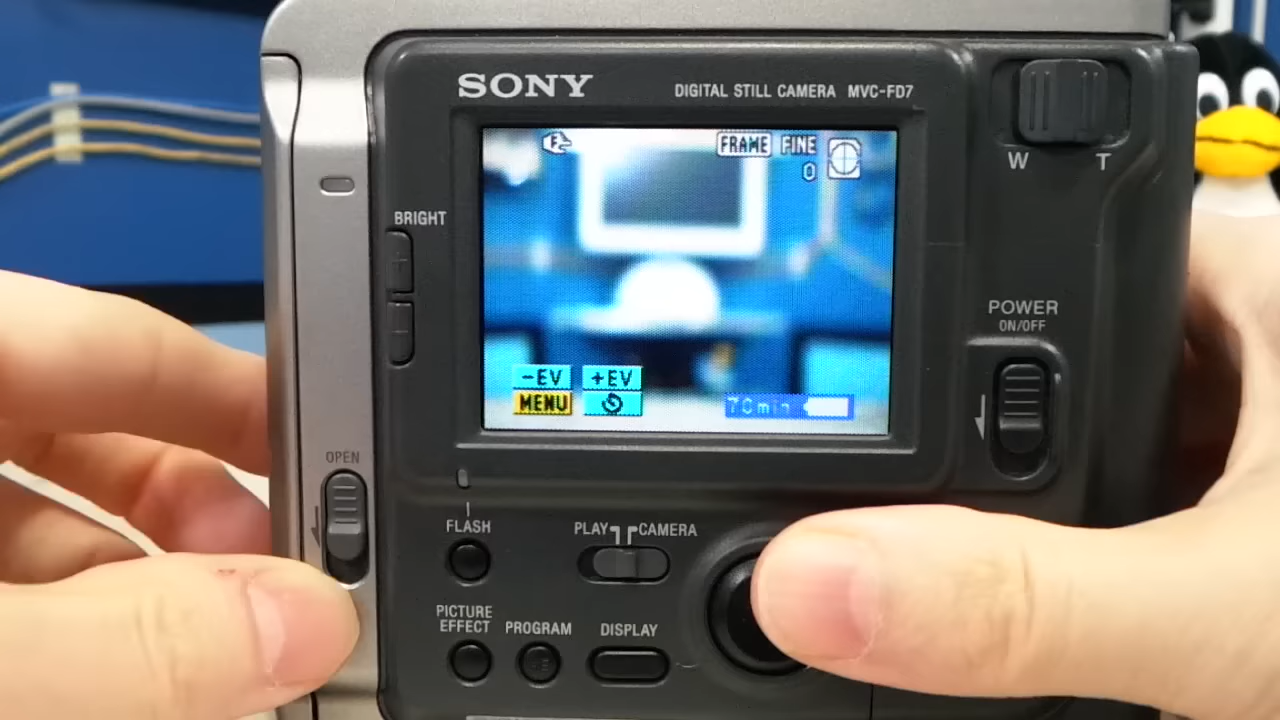 SONY
DIGITAL STILL CAMERA MVC-FD7
F
FRAME FINE
0
W T
BRIGHT
+
−
POWER
ON/OFF
-EV +EV
MENU
70min
OPEN
FLASH
PLAY CAMERA
PICTURE
EFFECT
PROGRAM
DISPLAY